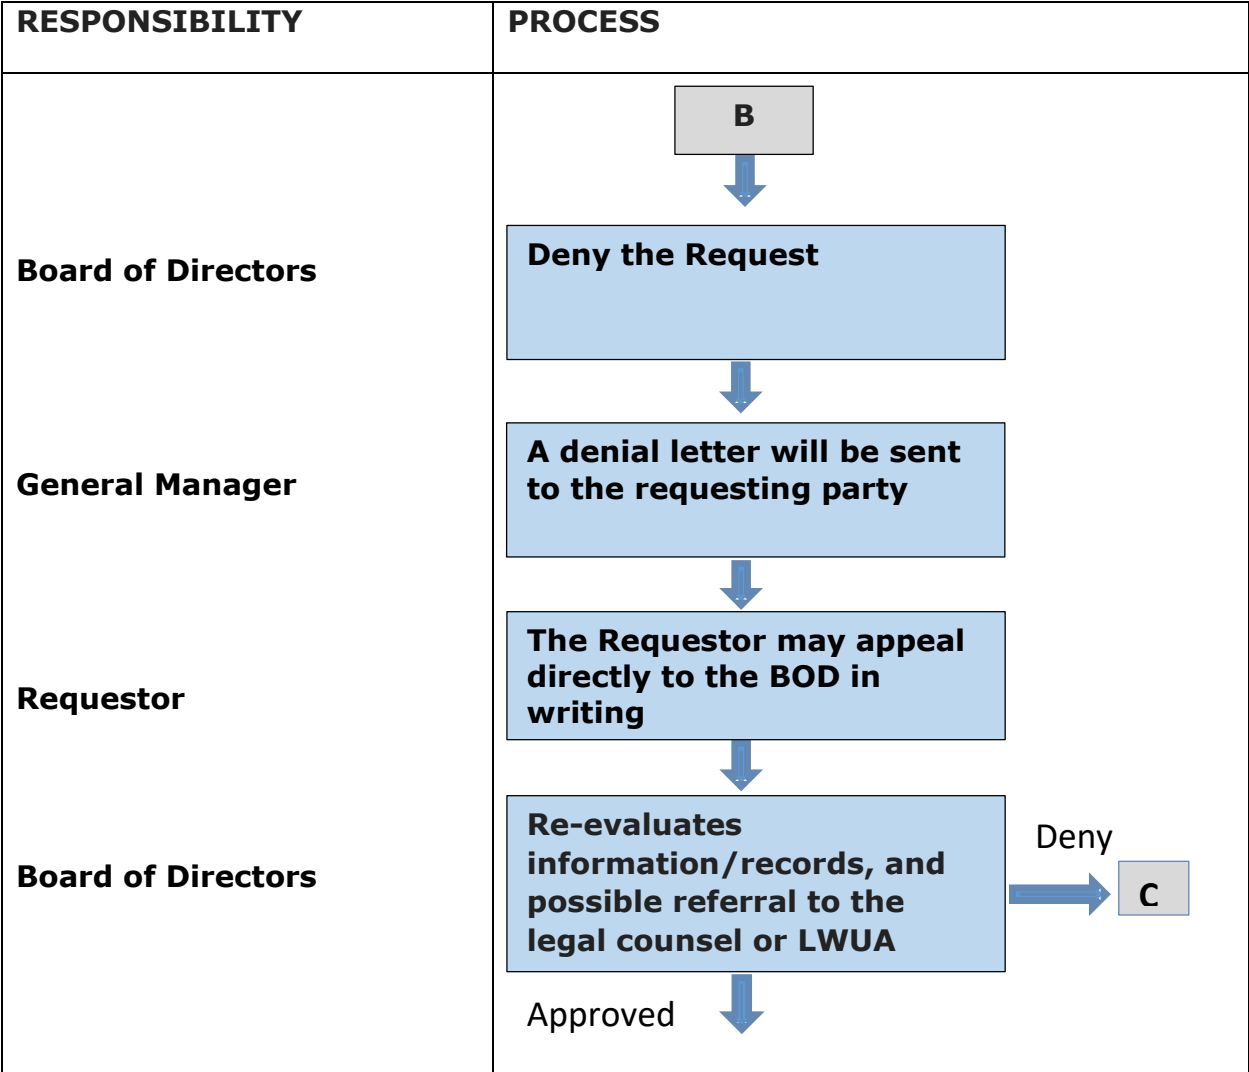 RESPONSIBILITY
PROCESS
B
Board of Directors
Deny the Request
General Manager
A denial letter will be sent
to the requesting party
Requestor
The Requestor may appeal
directly to the BOD in
writing
Board of Directors
Re-evaluates
information/records, and
possible referral to the
legal counsel or LWUA
Deny
C
Approved